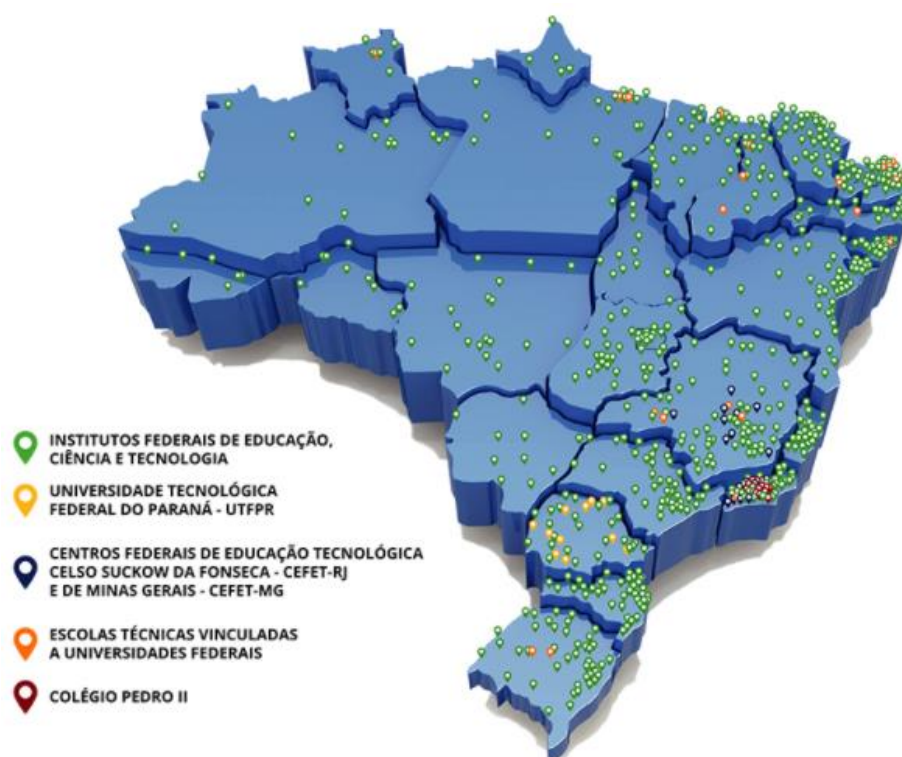 INSTITUTOS FEDERAIS DE EDUCAÇÃO,
CIÊNCIA E TECNOLOGIA
UNIVERSIDADE TECNOLÓGICA
FEDERAL DO PARANÁ - UTFPR
CENTROS FEDERAIS DE EDUCAÇÃO TECNOLÓGICA
CELSO SUCKOW DA FONSECA - CEFET-RJ
E DE MINAS GERAIS - CEFET-MG
ESCOLAS TÉCNICAS VINCULADAS
A UNIVERSIDADES FEDERAIS
COLÉGIO PEDRO II